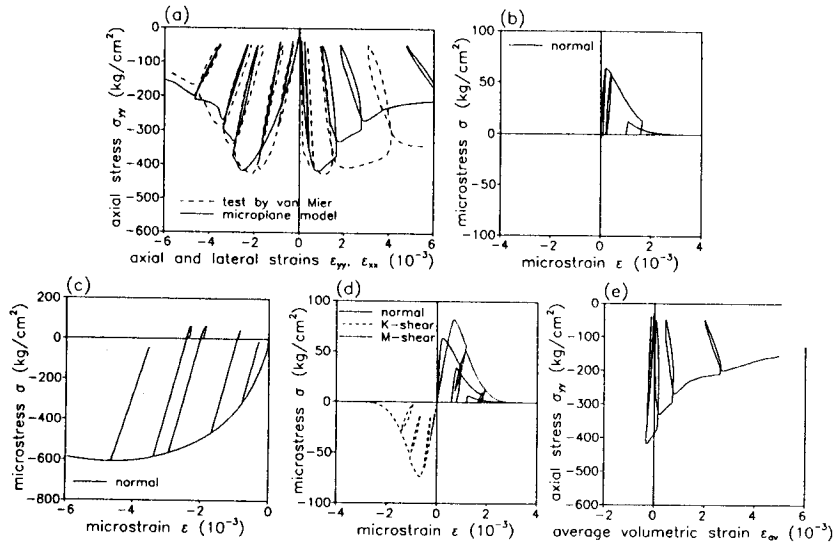 (a)
axial stress σyy (kg/cm²)
0
−100
−200
−300
−400
−500
−600
test by van Mier
microplane model
−6 −4 −2 0 2 4 6
axial and lateral strains εyy, εxx (10⁻³)
(b)
normal
microstress σ (kg/cm²)
100
50
0
−50
−100
−4 −2 0 2 4
microstrain ε (10⁻³)
(c)
microstress σ (kg/cm²)
200
0
−200
−400
−600
−800
normal
−6 −4 −2 0
microstrain ε (10⁻³)
(d)
normal
K−shear
M−shear
microstress σ (kg/cm²)
100
50
0
−50
−100
−4 −2 0 2 4
microstrain ε (10⁻³)
(e)
axial stress σyy (kg/cm²)
0
−100
−200
−300
−400
−500
−600
−2 0 2 4 6
average volumetric strain εav (10⁻³)